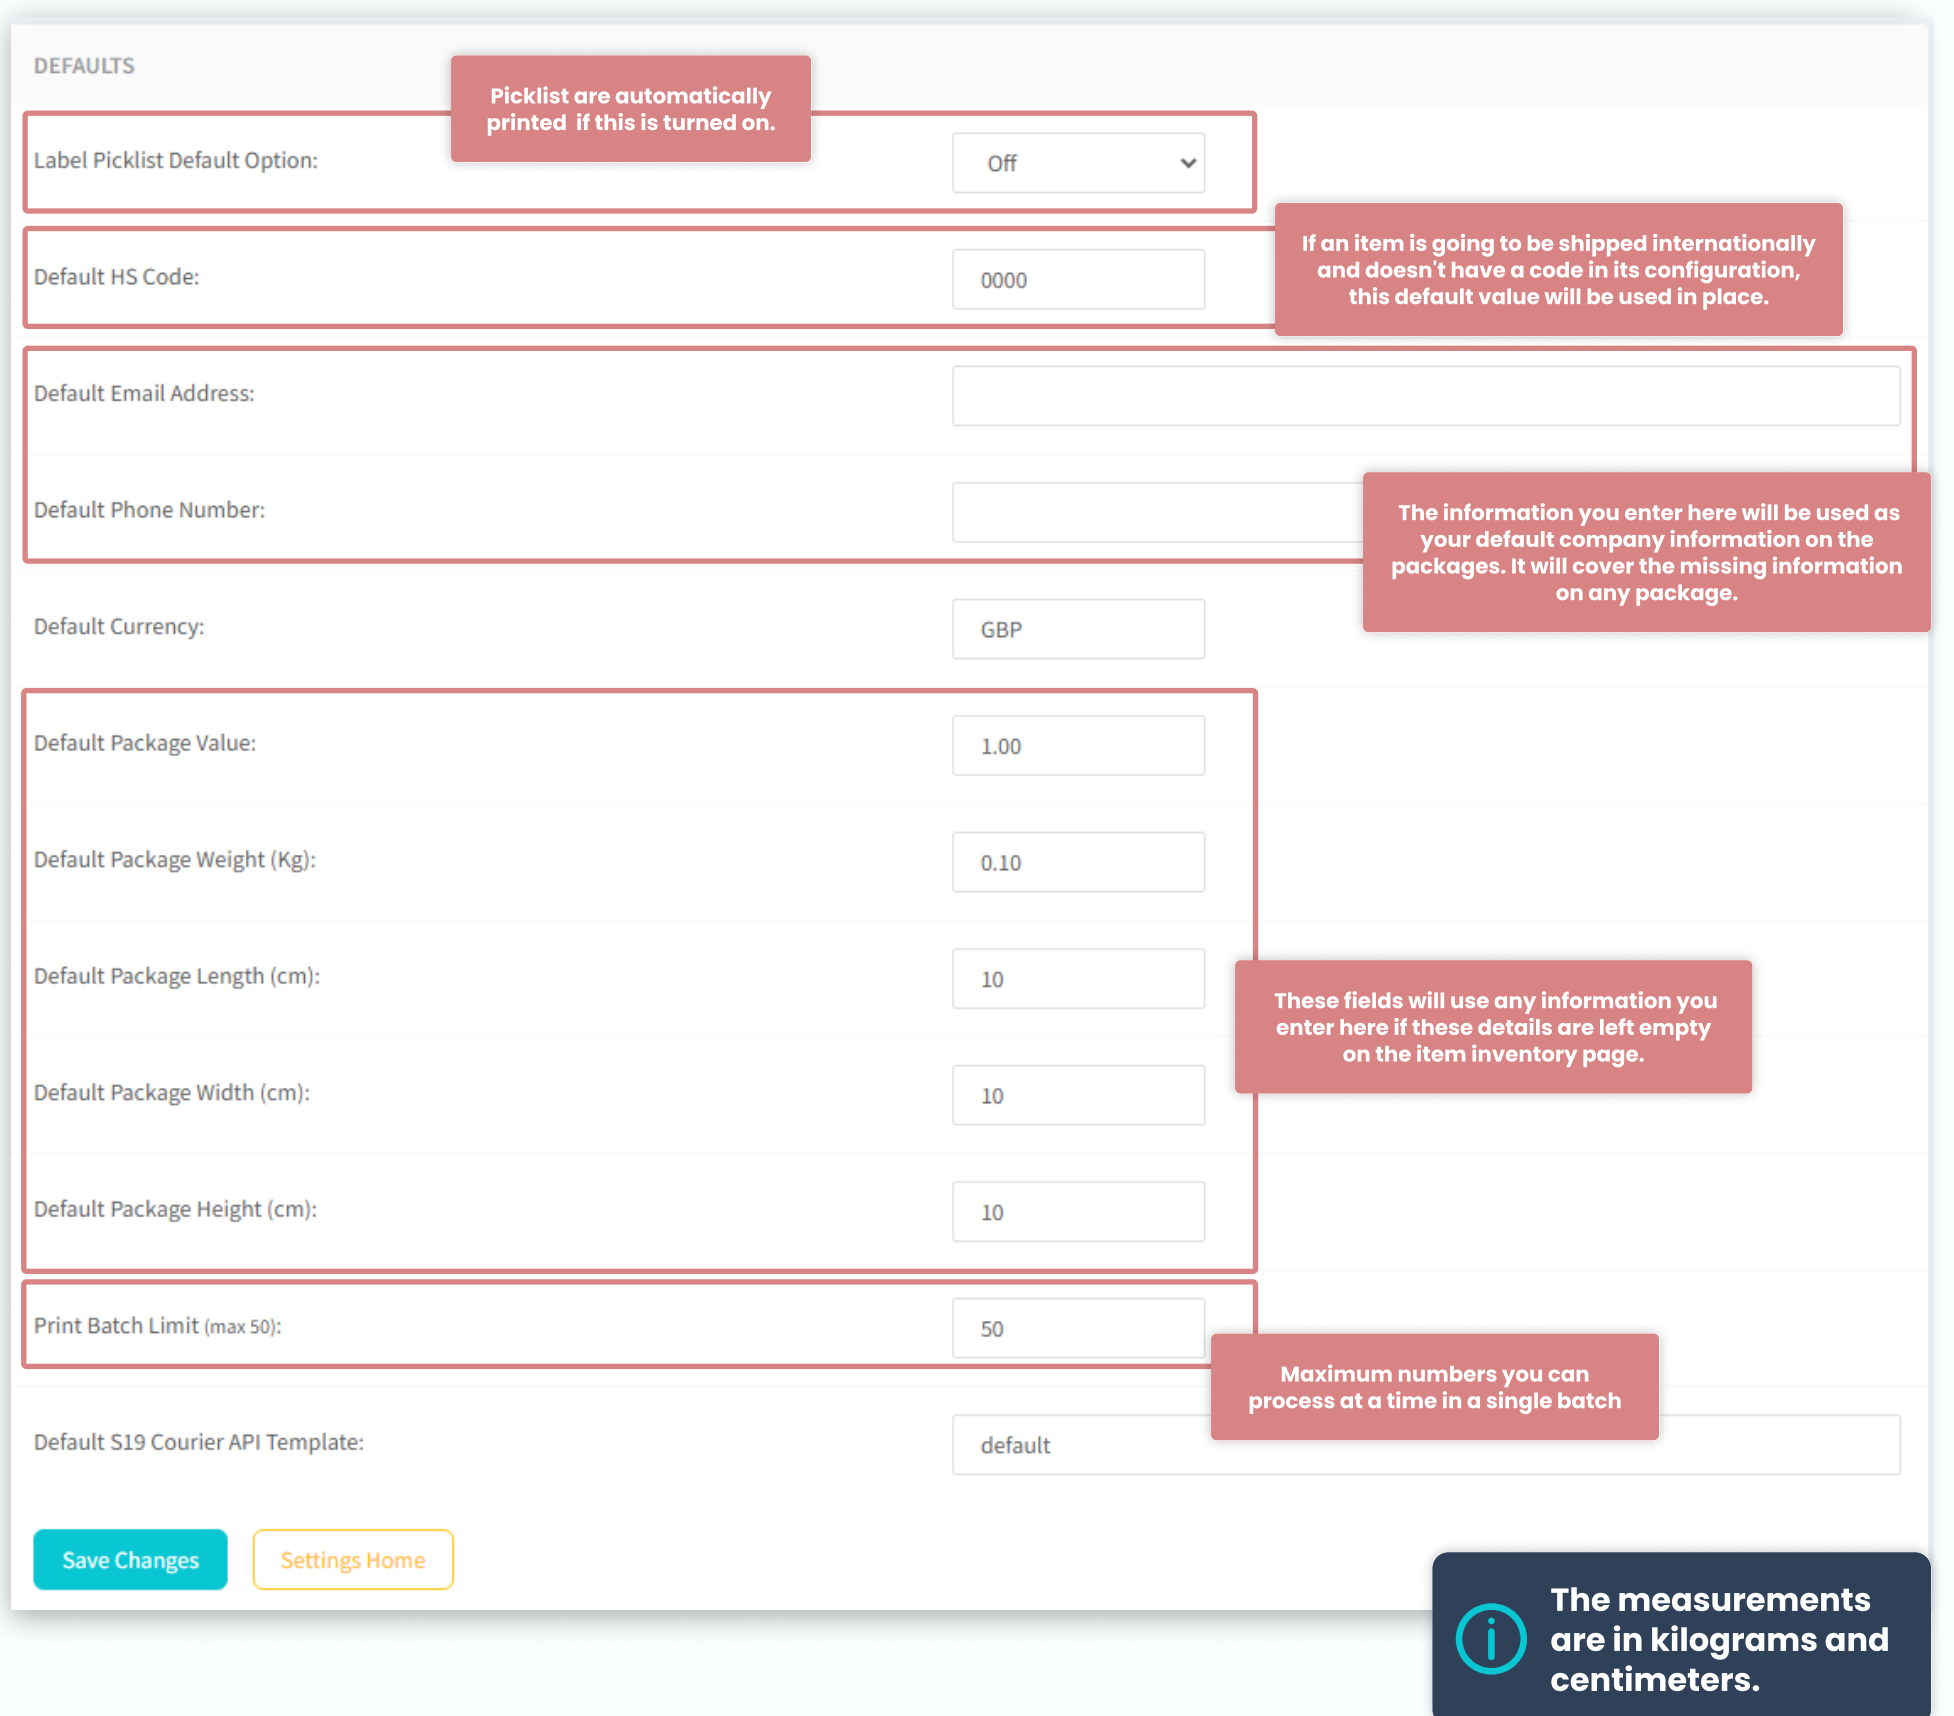 DEFAULTS
Picklist are automatically
printed if this is turned on.
Label Picklist Default Option:
Off
If an item is going to be shipped internationally
and doesn't have a code in its configuration,
this default value will be used in place.
Default HS Code:
0000
Default Email Address:
Default Phone Number:
The information you enter here will be used as
your default company information on the
packages. It will cover the missing information
on any package.
Default Currency:
GBP
Default Package Value:
1.00
Default Package Weight (Kg):
0.10
Default Package Length (cm):
10
These fields will use any information you
enter here if these details are left empty
on the item inventory page.
Default Package Width (cm):
10
Default Package Height (cm):
10
Print Batch Limit (max 50):
50
Maximum numbers you can
process at a time in a single batch
Default S19 Courier API Template:
default
Save Changes
Settings Home
The measurements
are in kilograms and
centimeters.